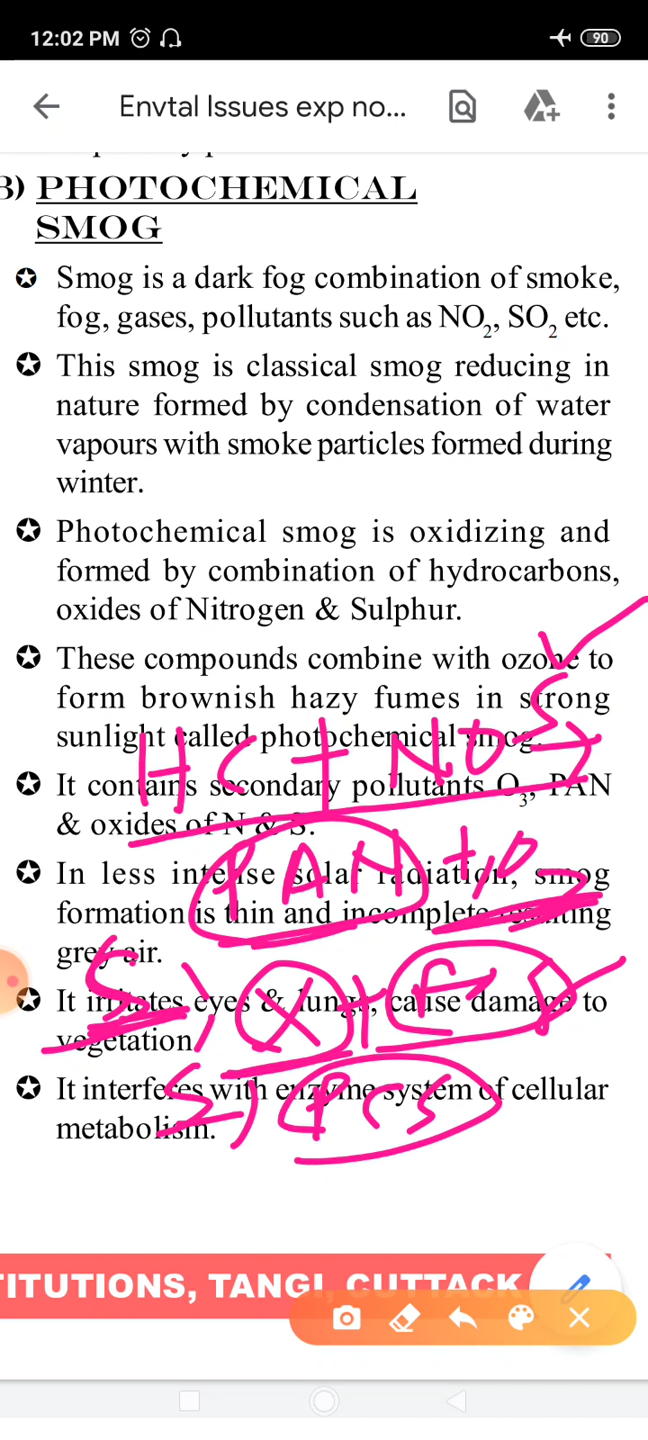 12:02 PM
90
Envtal Issues exp no...
B) PHOTOCHEMICAL
SMOG
Smog is a dark fog combination of smoke,
fog, gases, pollutants such as NO₂, SO₂ etc.
This smog is classical smog reducing in
nature formed by condensation of water
vapours with smoke particles formed during
winter.
Photochemical smog is oxidizing and
formed by combination of hydrocarbons,
oxides of Nitrogen & Sulphur.
These compounds combine with ozone to
form brownish hazy fumes in strong
sunlight called photochemical smog.
It contains secondary pollutants O₃, PAN
& oxides of N & S.
In less intense solar radiation, smog
formation is thin and incomplete resulting
grey air.
It irritates eyes & lungs, cause damage to
vegetation.
It interferes with enzyme system of cellular
metabolism.
HC + NO
PAN +
S)
S) PCS
TITUTIONS, TANGI, CUTTACK